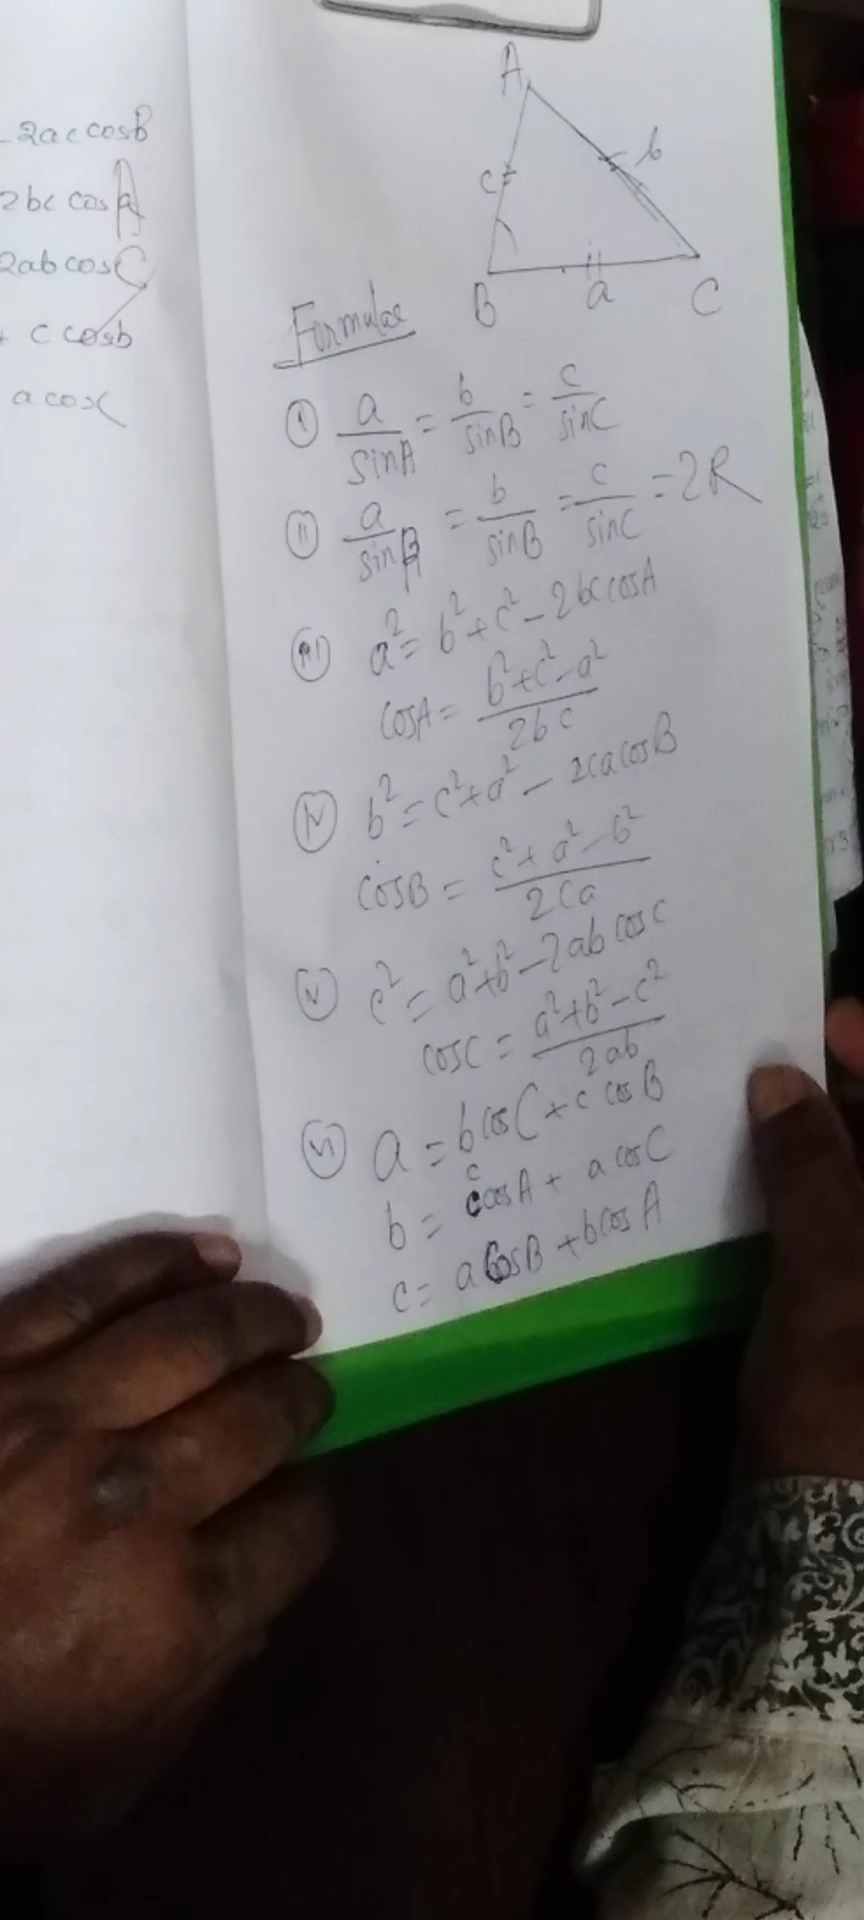 - 2ac cosB
2bc cosA
2ab cosC
+ c cosb
a cosC
A
b
c
B
a
C
Formulae
(i) a/sinA = b/sinB = c/sinC
(ii) a/sinA = b/sinB = c/sinC = 2R
(iii) a² = b² + c² - 2bc cosA
cosA = (b² + c² - a²)/2bc
(iv) b² = c² + a² - 2ca cosB
cosB = (c² + a² - b²)/2ca
(v) c² = a² + b² - 2ab cosC
cosC = (a² + b² - c²)/2ab
(vi) a = b cosC + c cosB
b = c cosA + a cosC
c = a cosB + b cosA